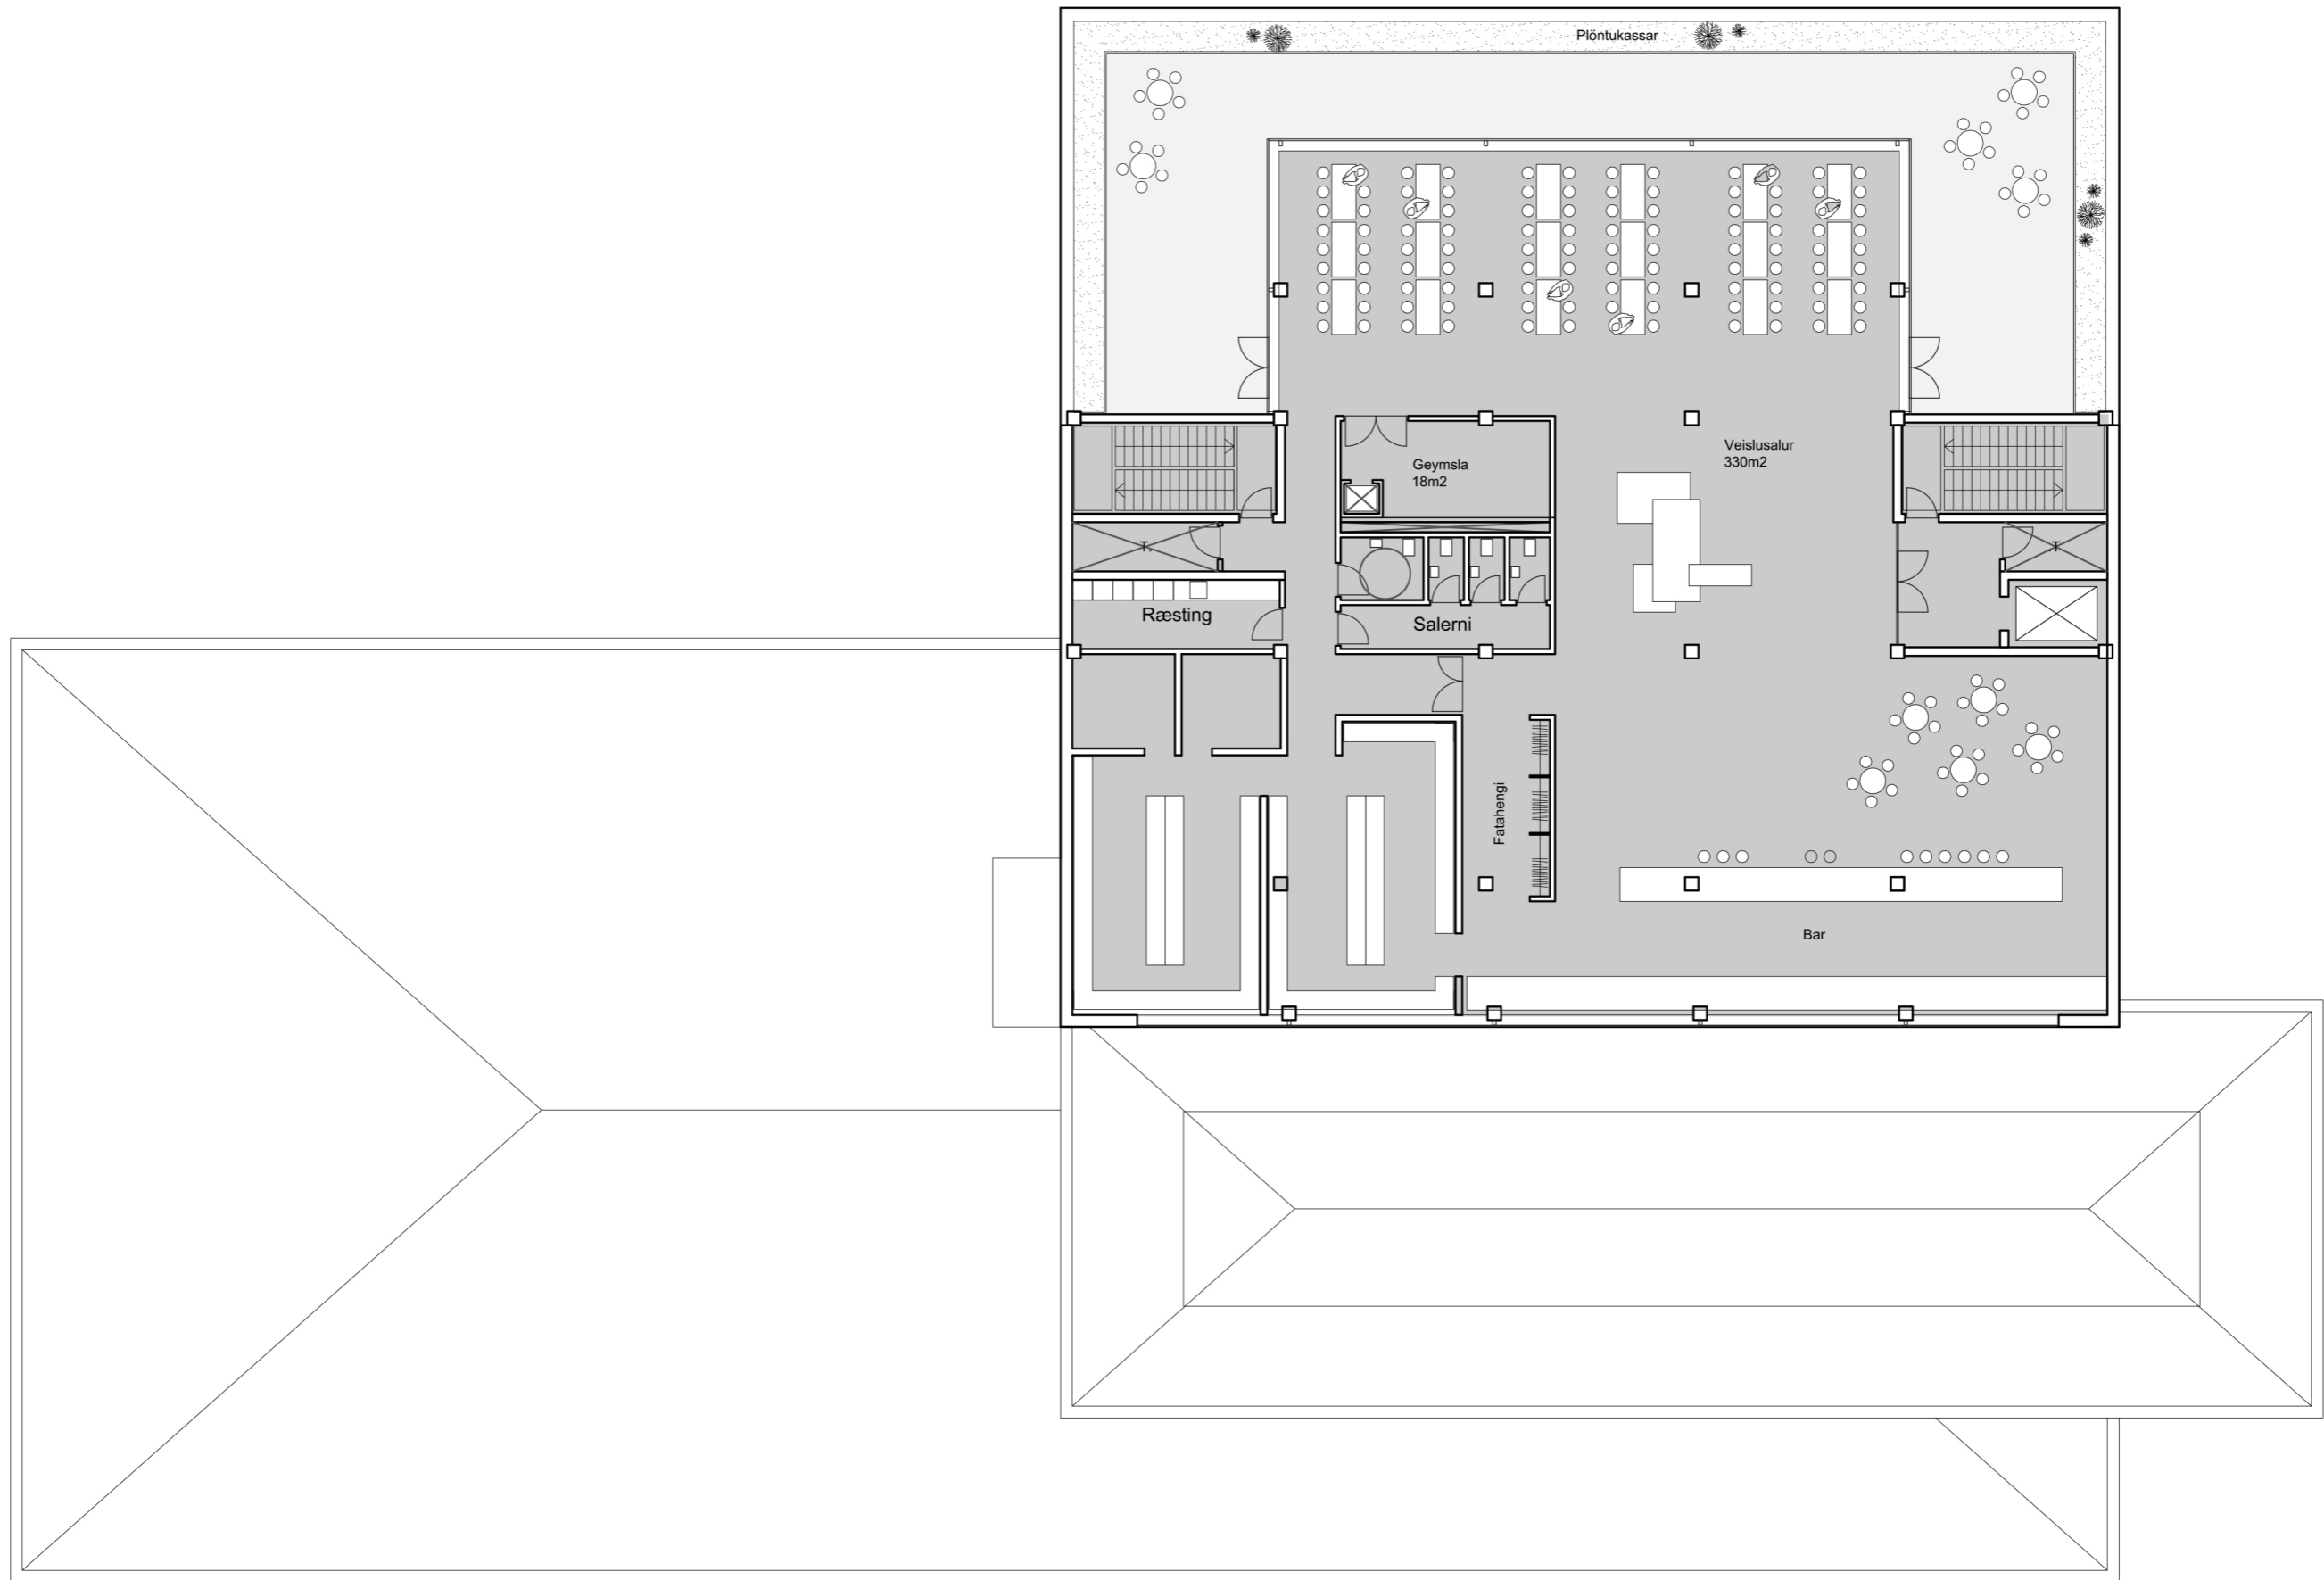 Plöntukassar
Veislusalur
330m2
Geymsla
18m2
T.
T.
Ræsting
Salerni
Fatahengi
Bar